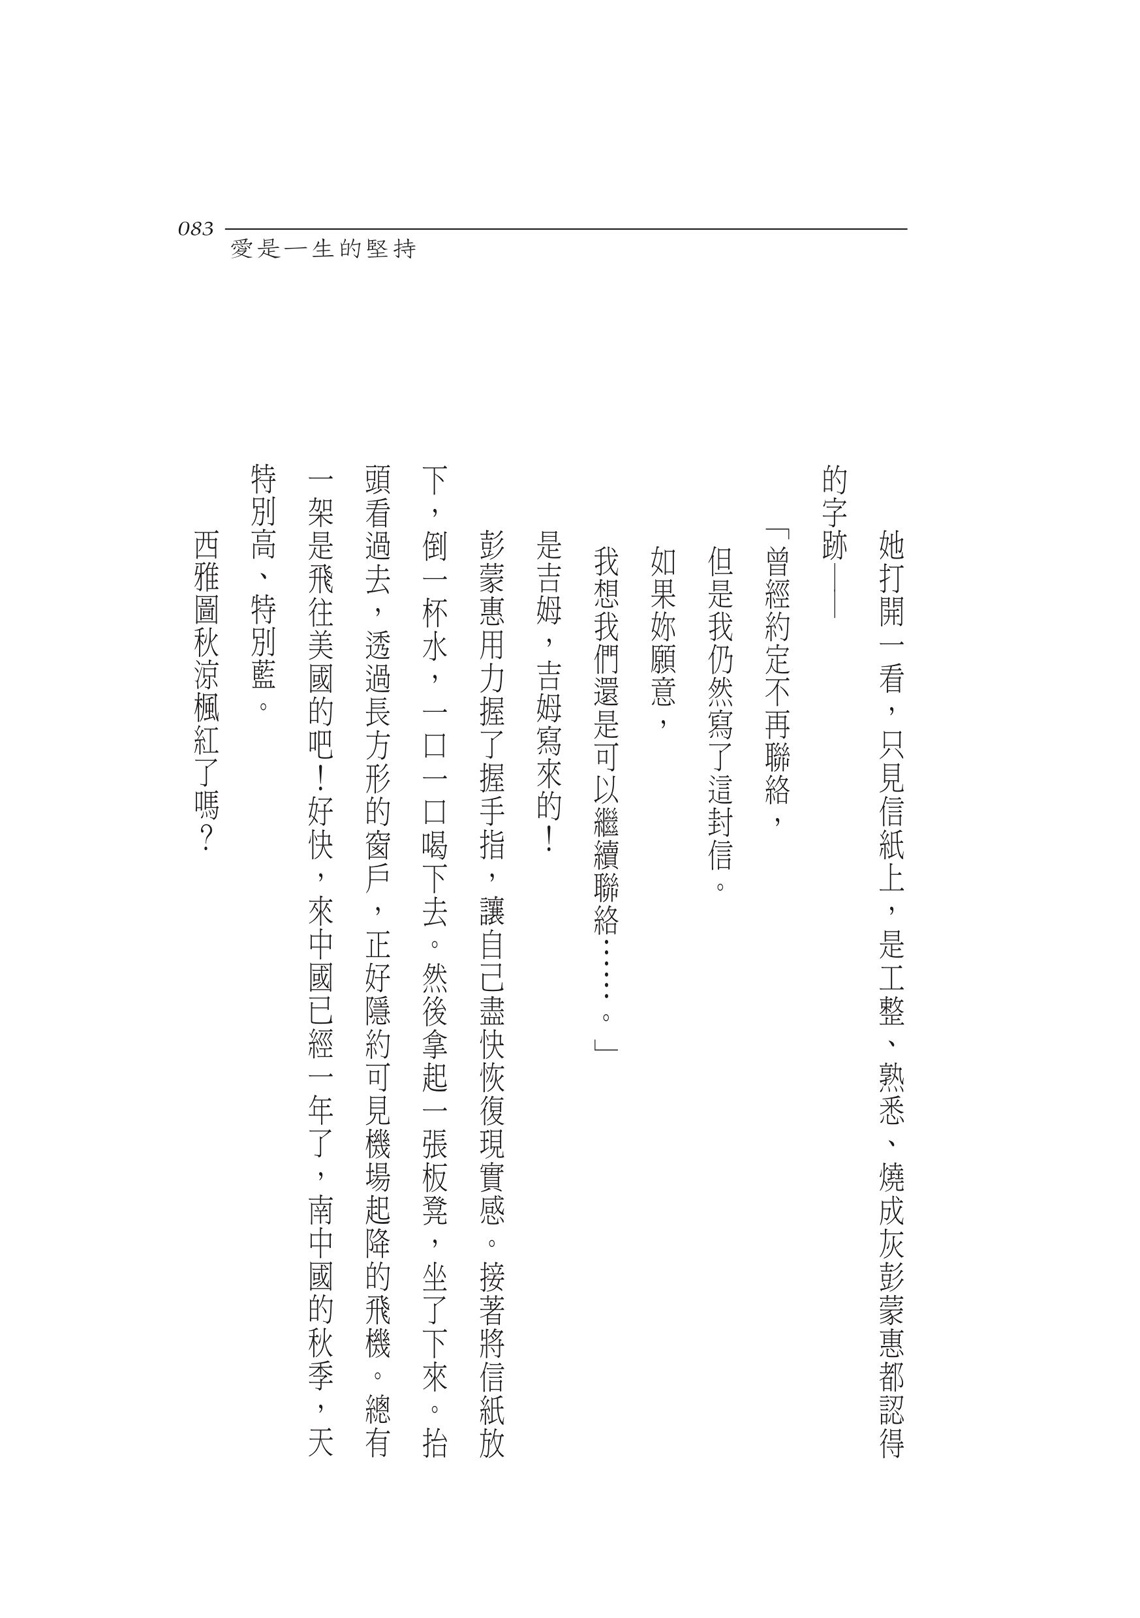 083
愛是一生的堅持
她打開一看，只見信紙上，是工整、熟悉、燒成灰彭蒙惠都認得
的字跡——
「曾經約定不再聯絡，
但是我仍然寫了這封信。
如果妳願意，
我想我們還是可以繼續聯絡……。」
是吉姆，吉姆寫來的！
彭蒙惠用力握了握手指，讓自己盡快恢復現實感。接著將信紙放
下，倒一杯水，一口一口喝下去。然後拿起一張板凳，坐了下來。抬
頭看過去，透過長方形的窗戶，正好隱約可見機場起降的飛機。總有
一架是飛往美國的吧！好快，來中國已經一年了，南中國的秋季，天
特別高、特別藍。
西雅圖秋涼楓紅了嗎？